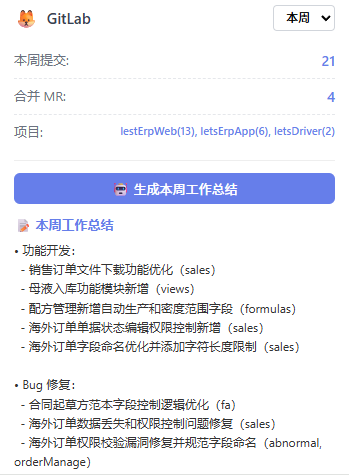 GitLab
本周
本周提交:
21
合并 MR:
4
项目:
lestErpWeb(13), letsErpApp(6), letsDriver(2)
生成本周工作总结
本周工作总结
• 功能开发：
- 销售订单文件下载功能优化（sales）
- 母液入库功能模块新增（views）
- 配方管理新增自动生产和密度范围字段（formulas）
- 海外订单单据状态编辑权限控制新增（sales）
- 海外订单字段命名优化并添加字符长度限制（sales）
• Bug 修复：
- 合同起草方范本字段控制逻辑优化（fa）
- 海外订单数据丢失和权限控制问题修复（sales）
- 海外订单权限校验漏洞修复并规范字段命名（abnormal,
orderManage）